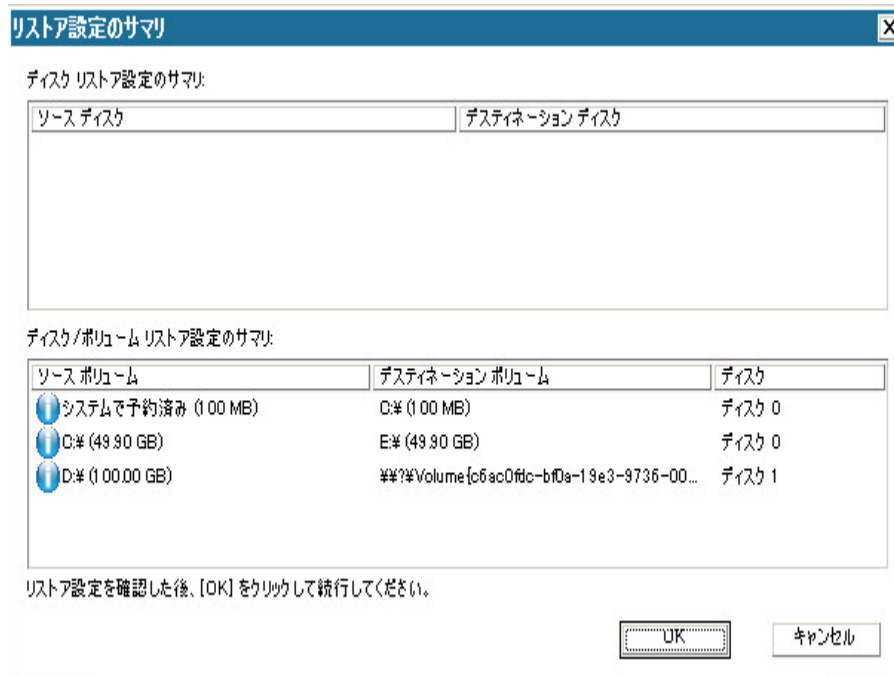 リストア設定のサマリ
ディスク リストア設定のサマリ:
ソース ディスク デスティネーション ディスク
ディスク/ボリューム リストア設定のサマリ:
ソース ボリューム デスティネーション ボリューム ディスク
システムで予約済み (100 MB) C:¥ (100 MB) ディスク 0
C:¥ (49.90 GB) E:¥ (49.90 GB) ディスク 0
D:¥ (100.00 GB) ¥¥?¥Volume{c6ac0fdc-bf0a-19e3-9736-00... ディスク 1
リストア設定を確認した後、[OK] をクリックして続行してください。
OK キャンセル